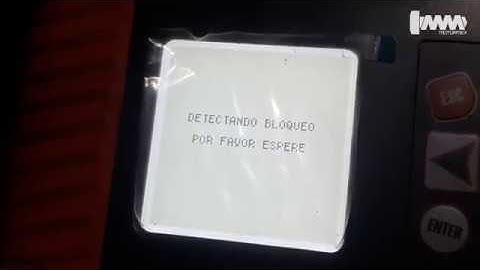 DETECTANDO BLOQUEO
POR FAVOR ESPERE
ESC
ENTER